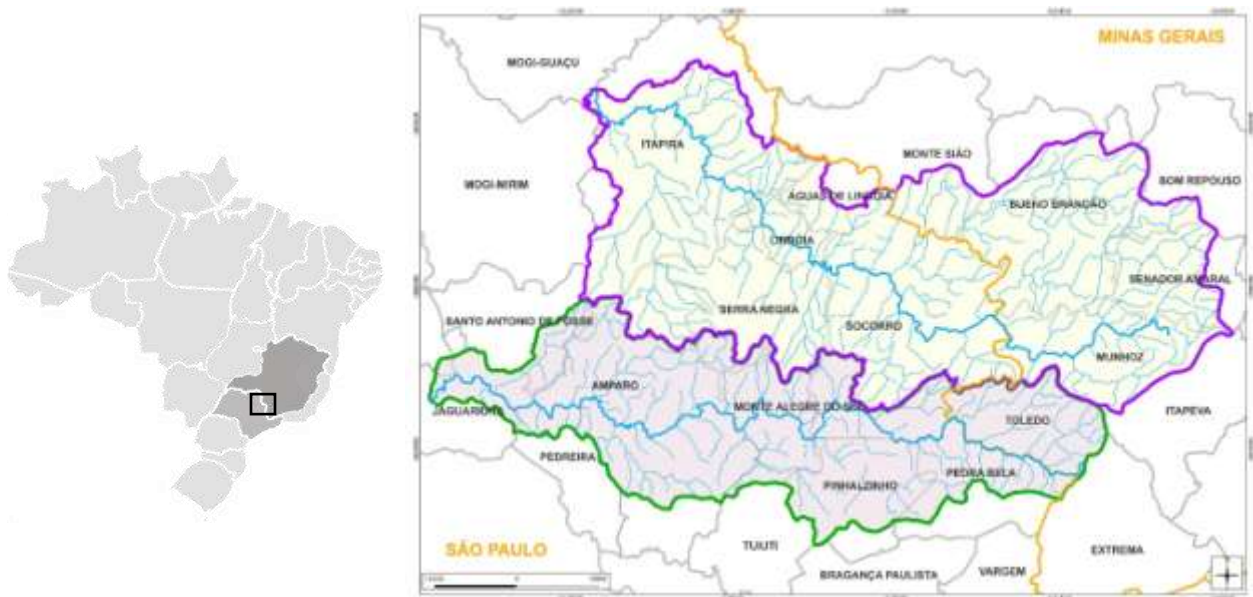 MINAS GERAIS
MOGI-GUAÇU
ITAPIRA
MONTE SIÃO
MOGI-MIRIM
BOM REPOUSO
ÁGUAS DE LINDÓIA
BUENO BRANDÃO
LINDÓIA
SENADOR AMARAL
SERRA NEGRA
SANTO ANTONIO DE POSSE
SOCORRO
MUNHOZ
AMPARO
MONTE ALEGRE DO SUL
JAGUARIÚNA
TOLEDO
ITAPEVA
PEDREIRA
PEDRA BELA
PINHALZINHO
SÃO PAULO
TUIUTI
EXTREMA
VARGEM
BRAGANÇA PAULISTA